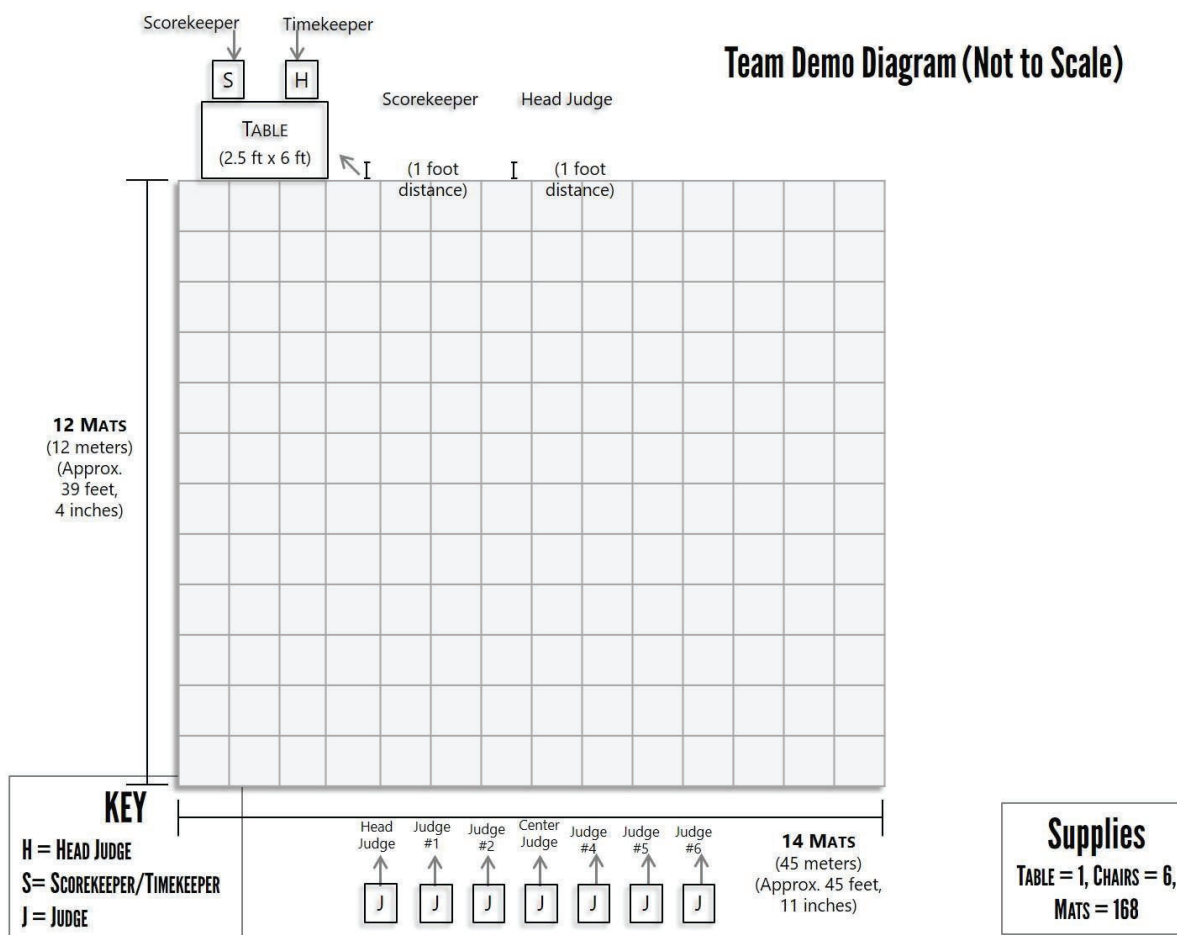 Scorekeeper
Timekeeper
Team Demo Diagram (Not to Scale)
S
H
Scorekeeper
Head Judge
TABLE
(2.5 ft x 6 ft)
(1 foot
distance)
(1 foot
distance)
12 MATS
(12 meters)
(Approx.
39 feet,
4 inches)
KEY
H = HEAD JUDGE
S= SCOREKEEPER/TIMEKEEPER
J = JUDGE
Head
Judge
Judge
#1
Judge
#2
Center
Judge
Judge
#4
Judge
#5
Judge
#6
J
J
J
J
J
J
J
14 MATS
(45 meters)
(Approx. 45 feet,
11 inches)
Supplies
TABLE = 1, CHAIRS = 6,
MATS = 168